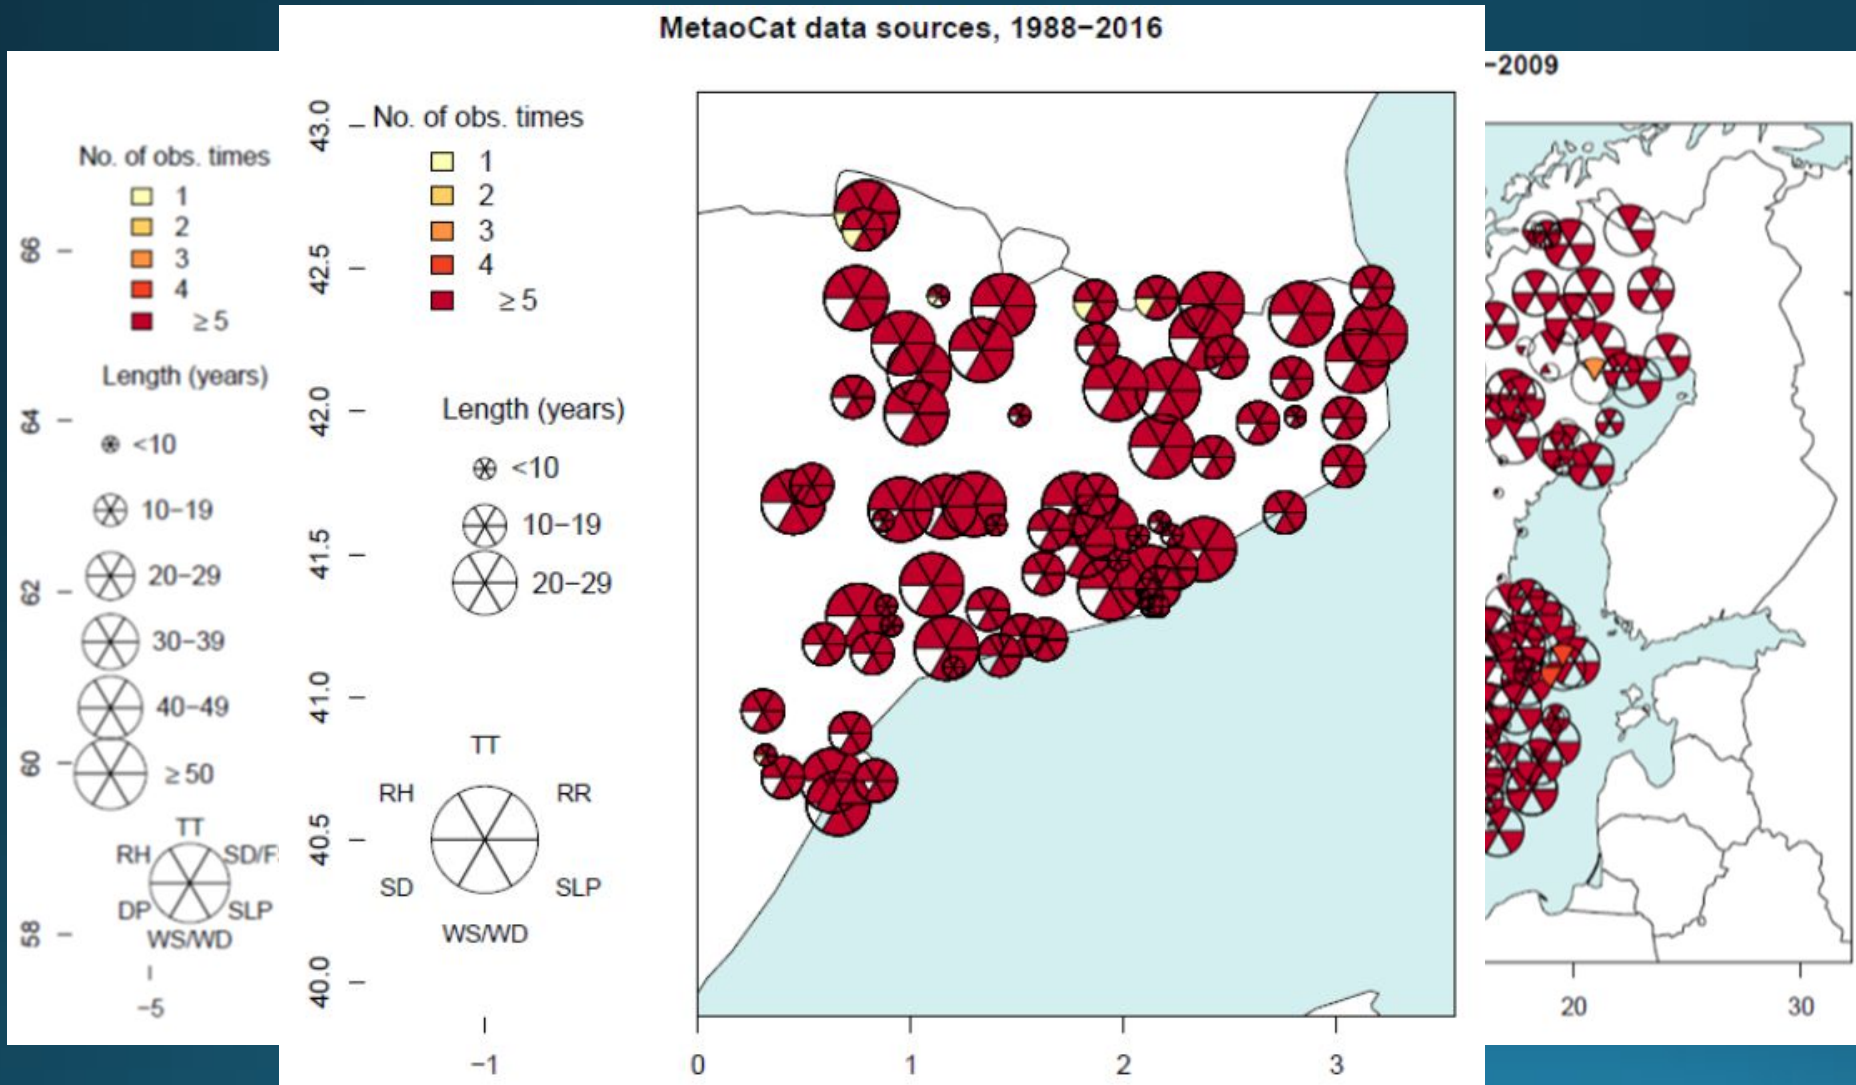 MetaoCat data sources, 1988−2016
−2009
No. of obs. times
1
2
3
4
≥ 5
Length (years)
<10
10−19
20−29
30−39
40−49
≥ 50
TT
RH
SD/F
DP
SLP
WS/WD
66
64
62
60
58
−5
No. of obs. times
1
2
3
4
≥ 5
Length (years)
<10
10−19
20−29
TT
RH
RR
SD
SLP
WS/WD
43.0
42.5
42.0
41.5
41.0
40.5
40.0
−1
0
1
2
3
20
30